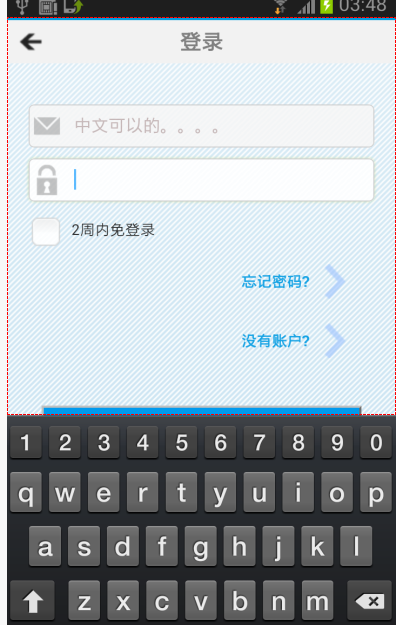 03:48
登录
中文可以的。。。。
2周内免登录
忘记密码?
没有账户?
1 2 3 4 5 6 7 8 9 0
q w e r t y u i o p
a s d f g h j k l
z x c v b n m